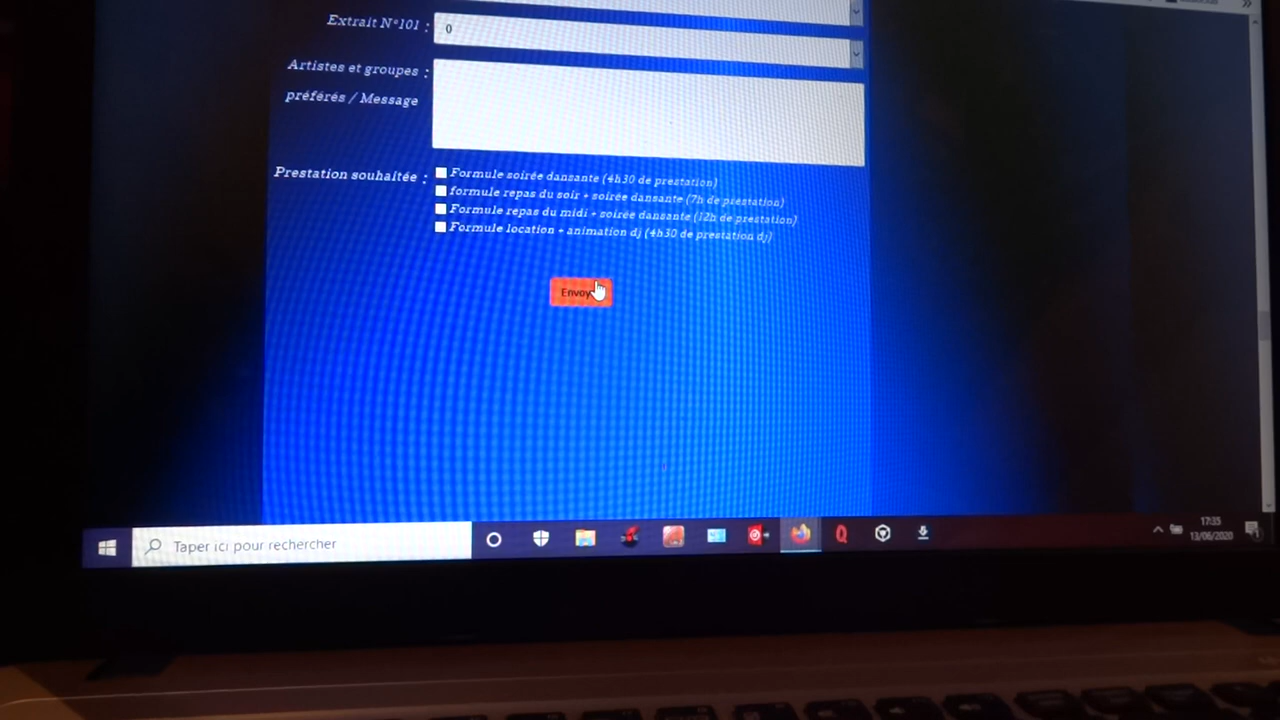 Extrait N°101 :
0
Artistes et groupes :
préférés / Message
Prestation souhaitée :
Formule soirée dansante (4h30 de prestation)
formule repas du soir + soirée dansante (7h de prestation)
Formule repas du midi + soirée dansante (12h de prestation)
Formule location + animation dj (4h30 de prestation dj)
Envoy
Taper ici pour rechercher
17:35
13/06/2020